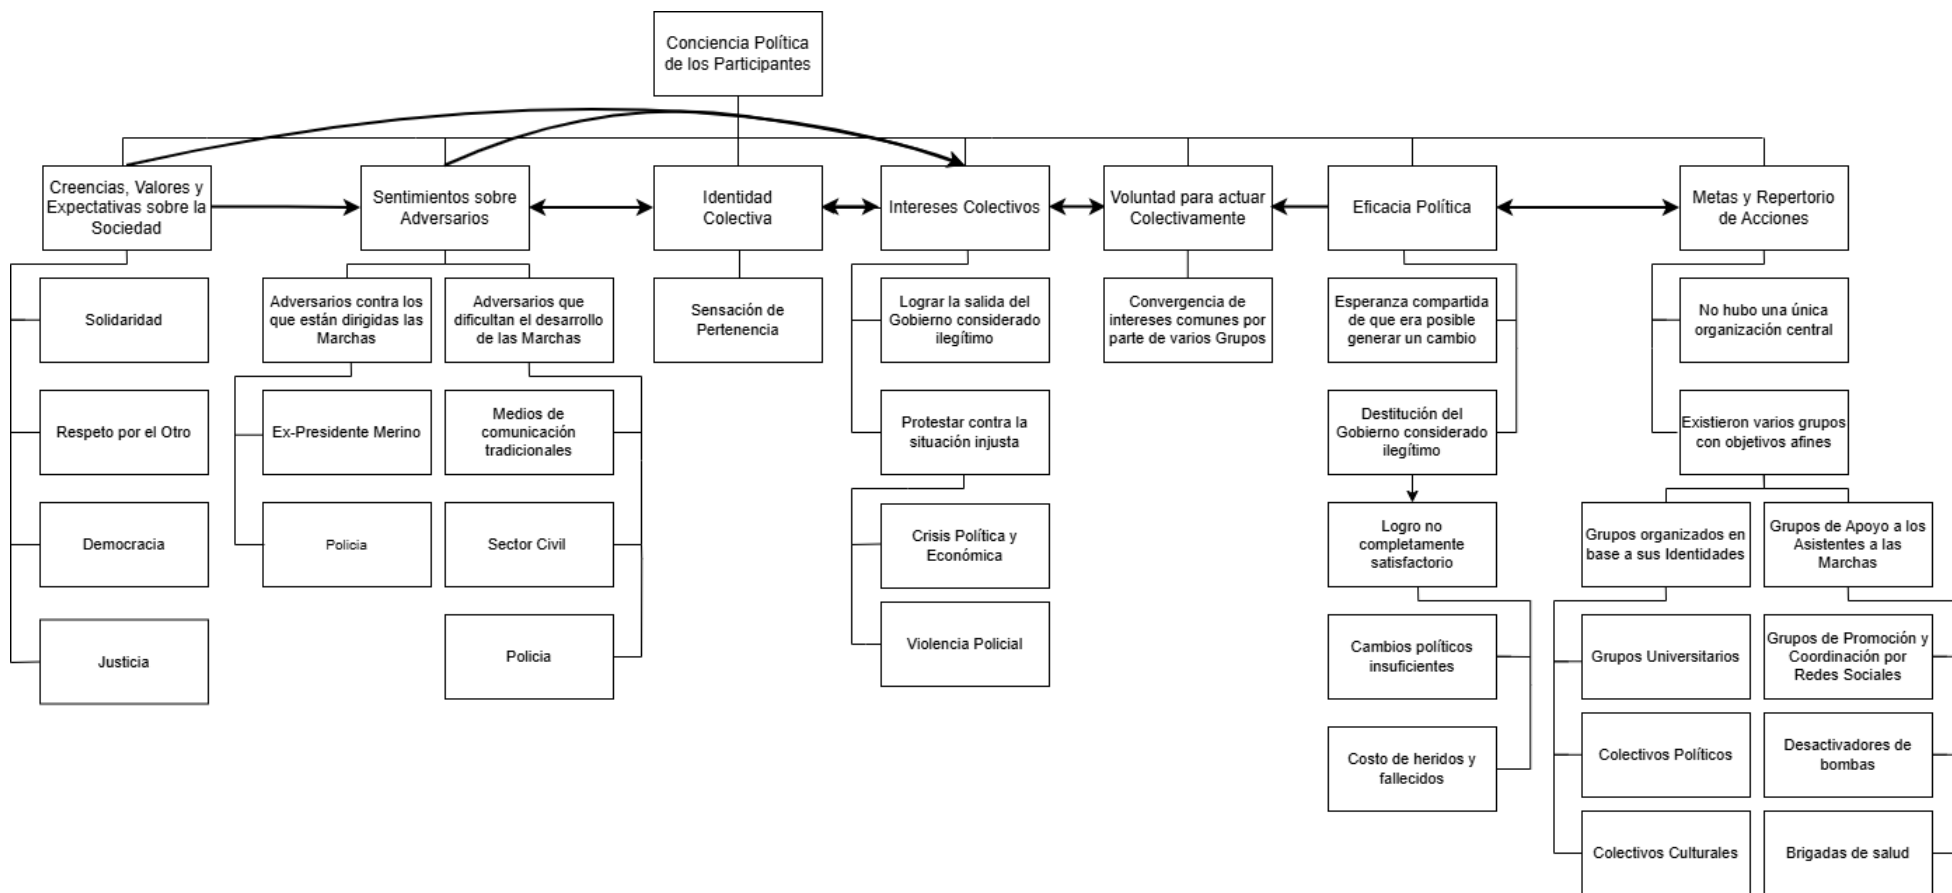 Conciencia Política
de los Participantes
Creencias, Valores y
Expectativas sobre la
Sociedad
Sentimientos sobre
Adversarios
Identidad
Colectiva
Intereses Colectivos
Voluntad para actuar
Colectivamente
Eficacia Política
Metas y Repertorio
de Acciones
Solidaridad
Respeto por el Otro
Democracia
Justicia
Adversarios contra los
que están dirigidas las
Marchas
Ex-Presidente Merino
Policia
Adversarios que
dificultan el desarrollo
de las Marchas
Medios de
comunicación
tradicionales
Sector Civil
Policia
Sensación de
Pertenencia
Lograr la salida del
Gobierno considerado
ilegítimo
Protestar contra la
situación injusta
Crisis Política y
Económica
Violencia Policial
Convergencia de
intereses comunes por
parte de varios Grupos
Esperanza compartida
de que era posible
generar un cambio
Destitución del
Gobierno considerado
ilegítimo
Logro no
completamente
satisfactorio
Cambios políticos
insuficientes
Costo de heridos y
fallecidos
No hubo una única
organización central
Existieron varios grupos
con objetivos afines
Grupos organizados en
base a sus Identidades
Grupos Universitarios
Colectivos Políticos
Colectivos Culturales
Grupos de Apoyo a los
Asistentes a las
Marchas
Grupos de Promoción y
Coordinación por
Redes Sociales
Desactivadores de
bombas
Brigadas de salud